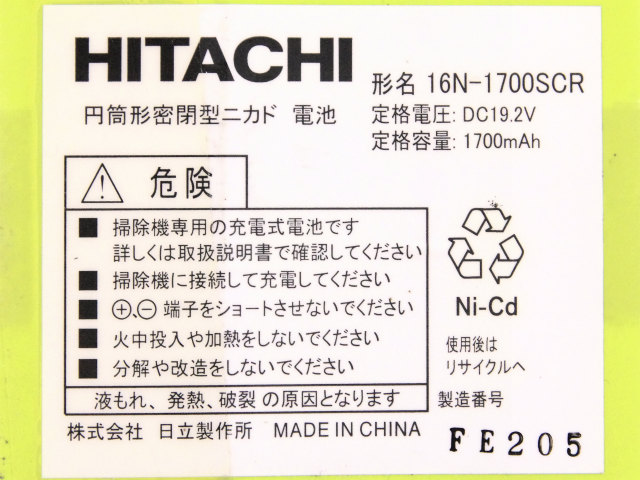 HITACHI
円筒形密閉型ニカド 電池
形名 16N-1700SCR
定格電圧: DC19.2V
定格容量: 1700mAh
危険
■ 掃除機専用の充電式電池です
詳しくは取扱説明書で確認してください
■ 掃除機に接続して充電してください
■ ⊕、⊖ 端子をショートさせないでください
■ 火中投入や加熱をしないでください
■ 分解や改造をしないでください
液もれ、発熱、破裂の原因となります
株式会社 日立製作所 MADE IN CHINA
Ni-Cd
使用後は
リサイクルへ
製造番号
FE205